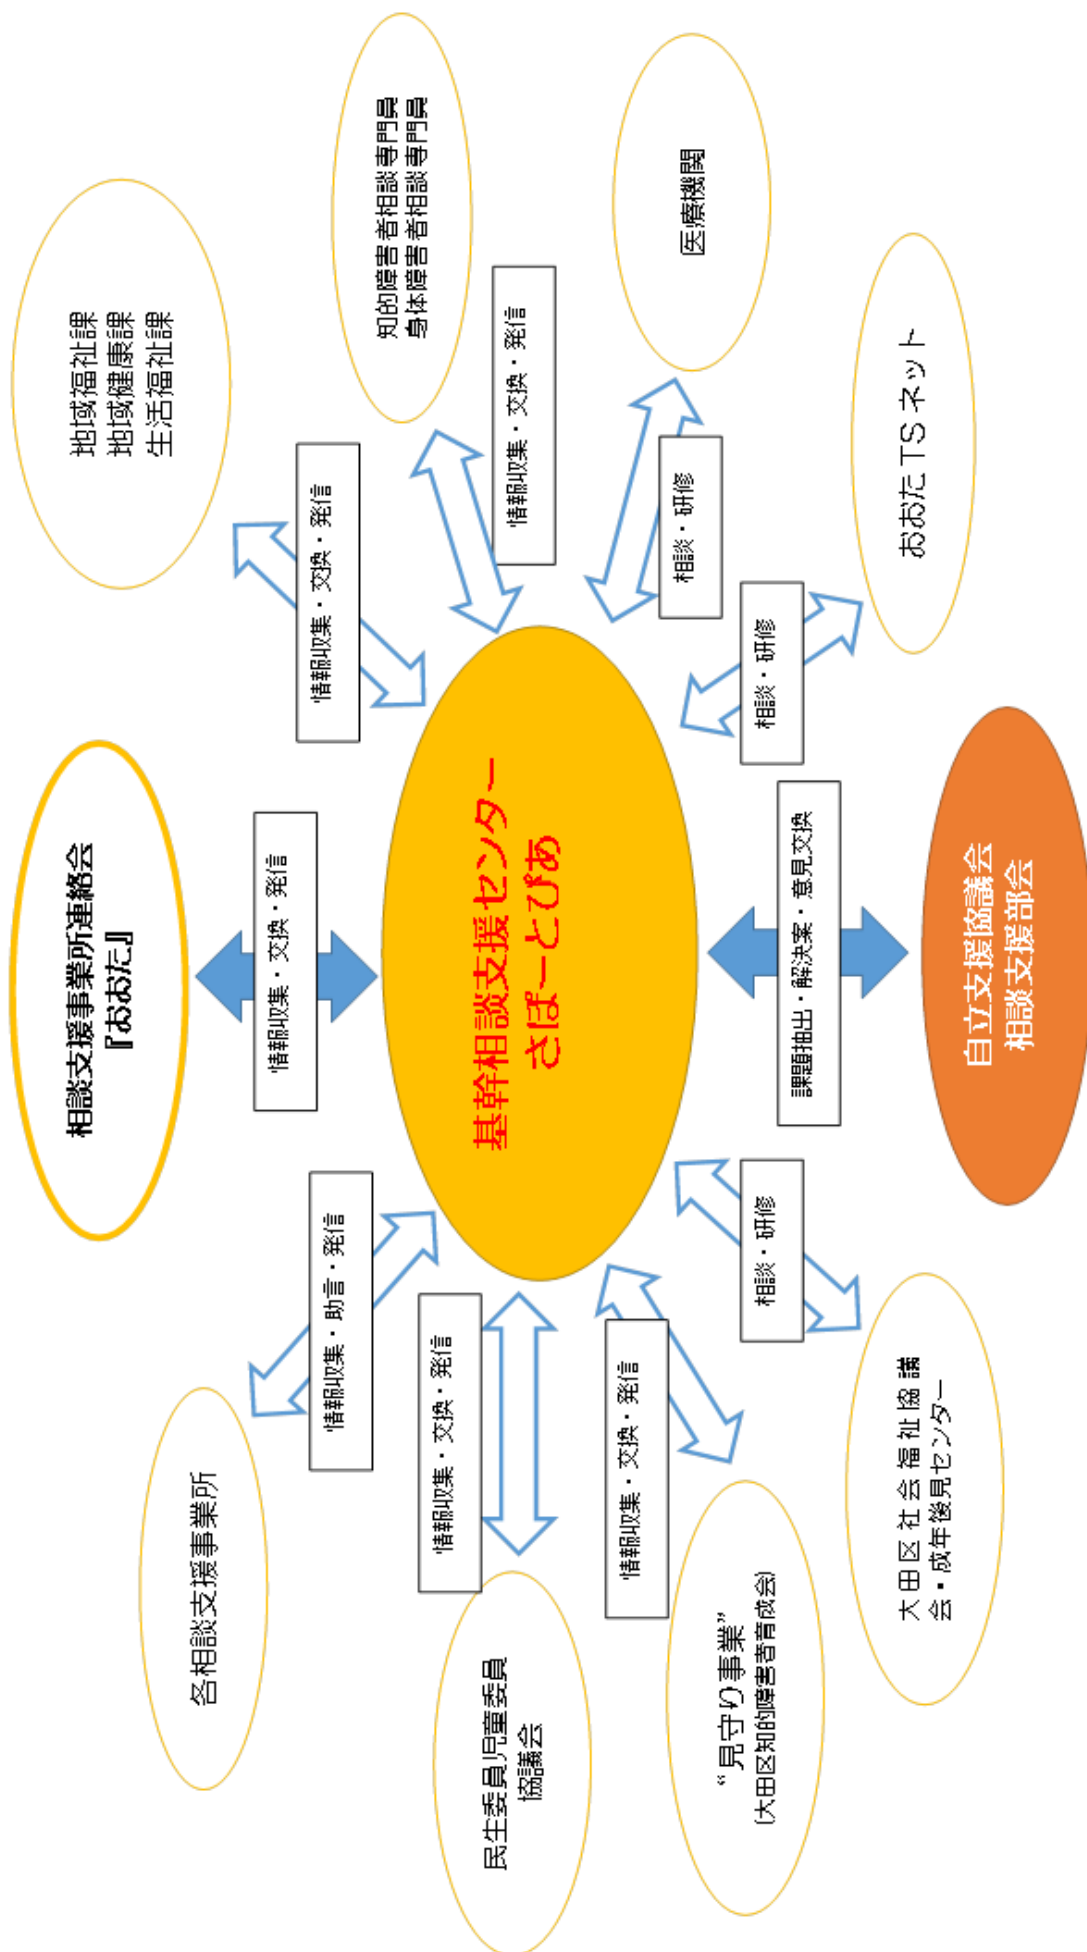 相談支援事業所連絡会
『おおた』
情報収集・交換・発信
地域福祉課
地域健康課
生活福祉課
情報収集・交換・発信
知的障害者相談専門員
身体障害者相談専門員
情報収集・交換・発信
医療機関
相談・研修
おおた TS ネット
相談・研修
各相談支援事業所
情報収集・助言・発信
民生委員児童委員
協議会
情報収集・交換・発信
基幹相談支援センター
さぽーとぴあ
“見守り事業”
(大田区知的障害者育成会)
情報収集・交換・発信
大田区社会福祉協議
会・成年後見センター
相談・研修
課題抽出・解決案・意見交換
自立支援協議会
相談支援部会